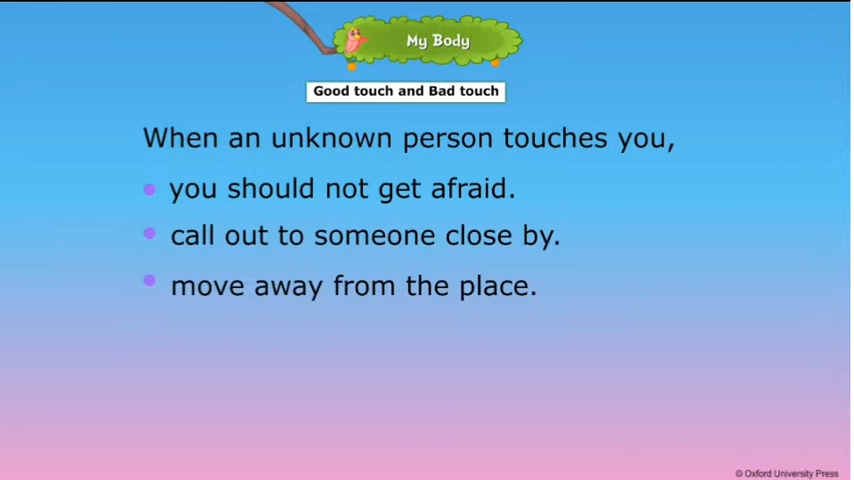 My Body
Good touch and Bad touch
When an unknown person touches you,
you should not get afraid.
call out to someone close by.
move away from the place.
© Oxford University Press